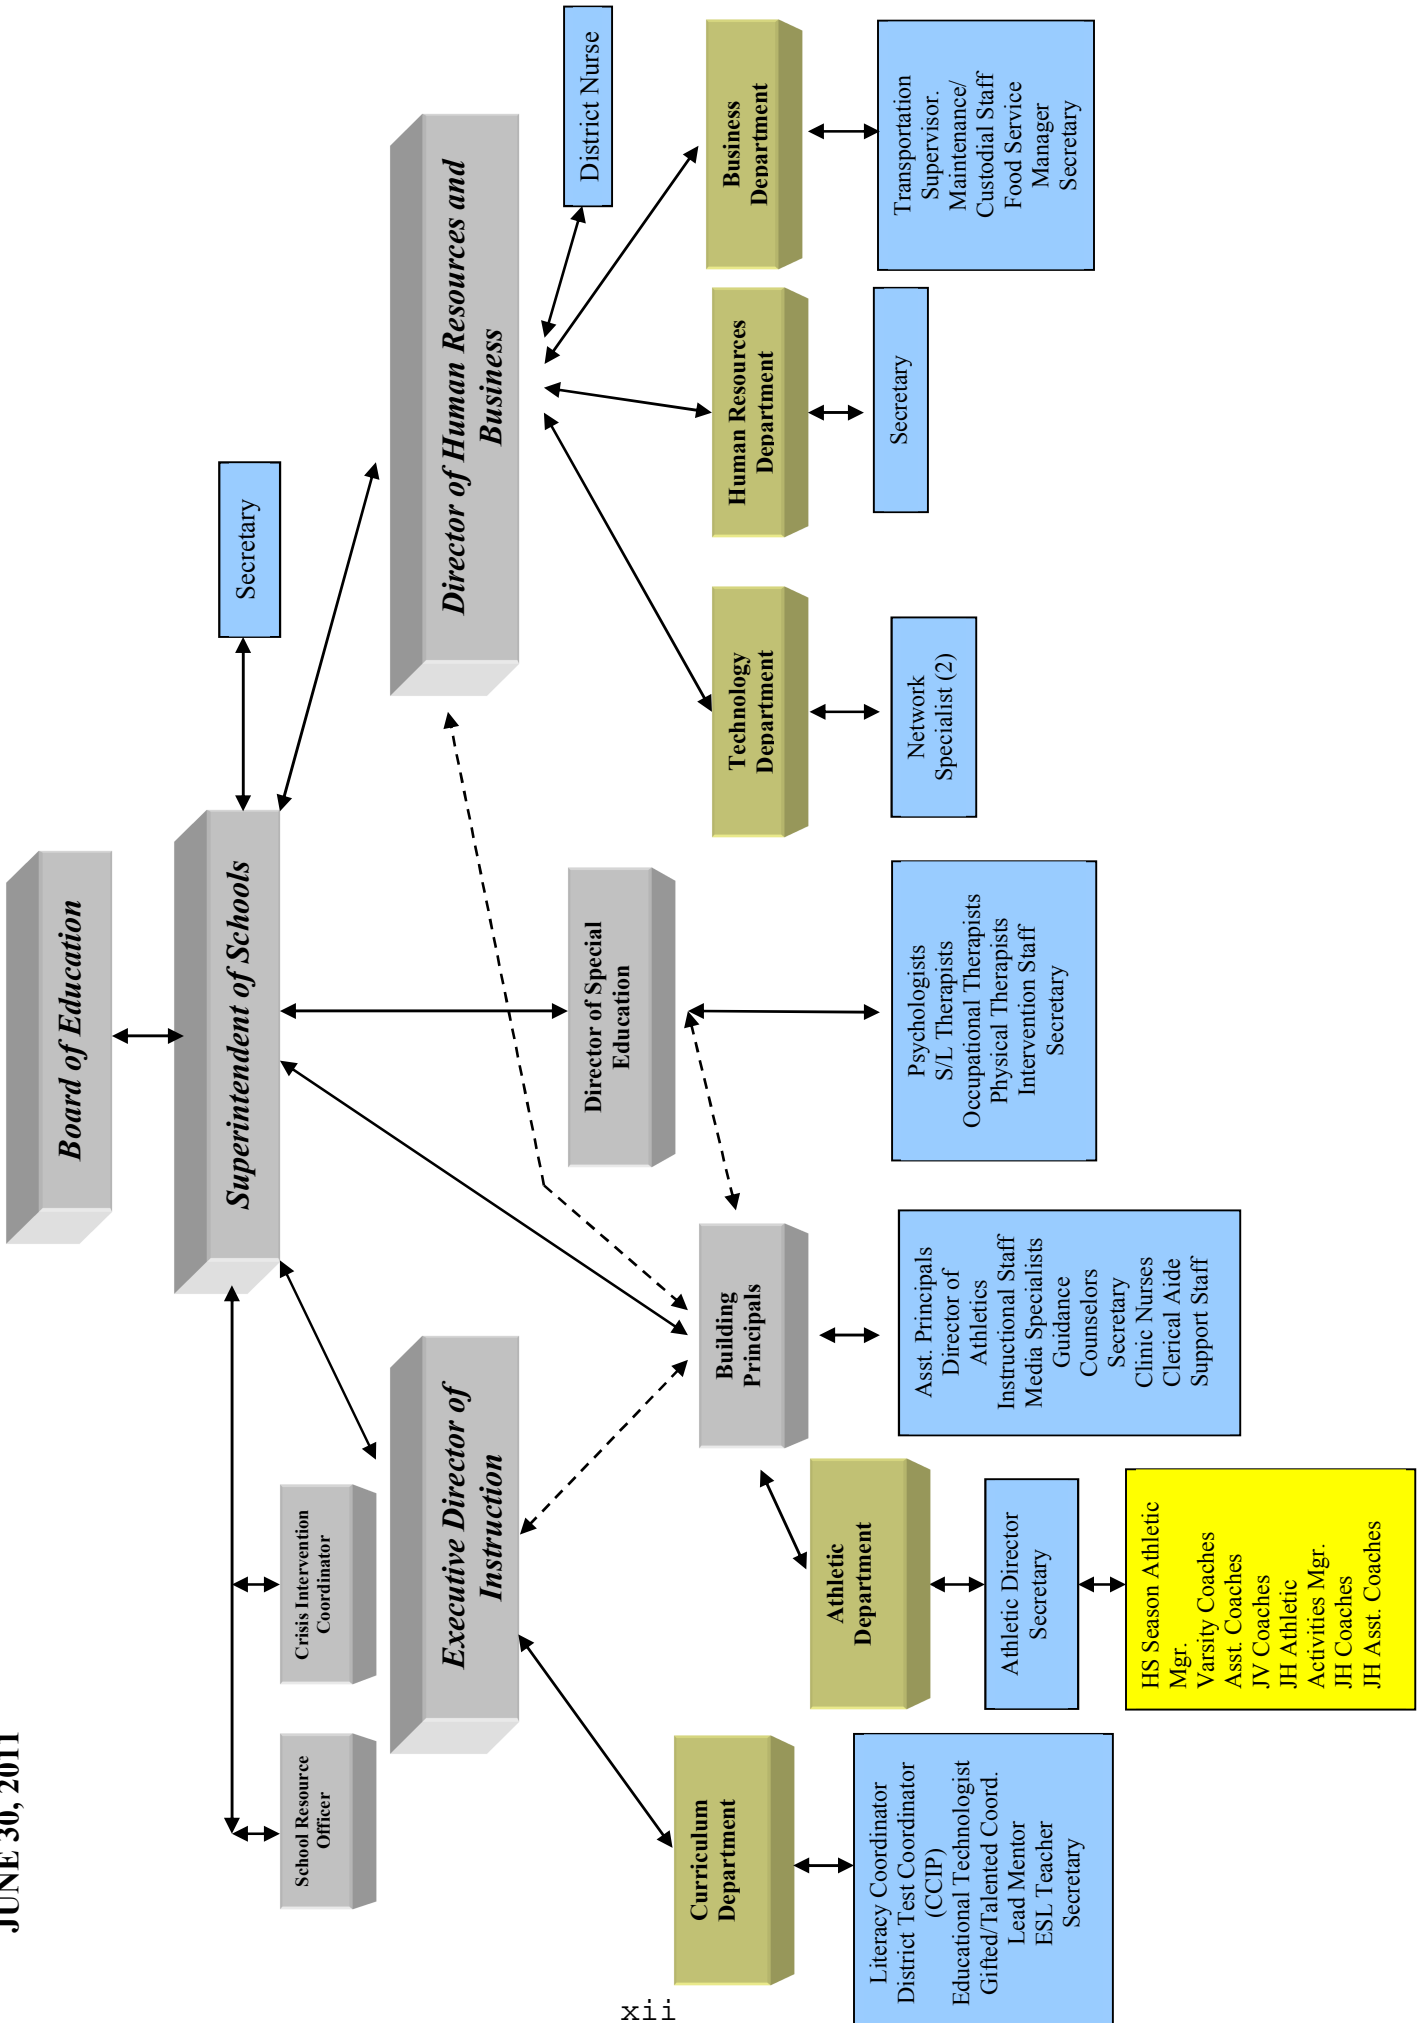 JUNE 30, 2011
Board of Education
Superintendent of Schools
Secretary
School Resource
Officer
Crisis Intervention
Coordinator
Executive Director of
Instruction
Director of Human Resources and
Business
District Nurse
Director of Special
Education
Building
Principals
Curriculum
Department
Athletic
Department
Technology
Department
Human Resources
Department
Business
Department
Literacy Coordinator
District Test Coordinator
(CCIP)
Educational Technologist
Gifted/Talented Coord.
Lead Mentor
ESL Teacher
Secretary
Athletic Director
Secretary
HS Season Athletic
Mgr.
Varsity Coaches
Asst. Coaches
JV Coaches
JH Athletic
Activities Mgr.
JH Coaches
JH Asst. Coaches
Asst. Principals
Director of
Athletics
Instructional Staff
Media Specialists
Guidance
Counselors
Secretary
Clinic Nurses
Clerical Aide
Support Staff
Psychologists
S/L Therapists
Occupational Therapists
Physical Therapists
Intervention Staff
Secretary
Network
Specialist (2)
Secretary
Transportation
Supervisor.
Maintenance/
Custodial Staff
Food Service
Manager
Secretary
xii